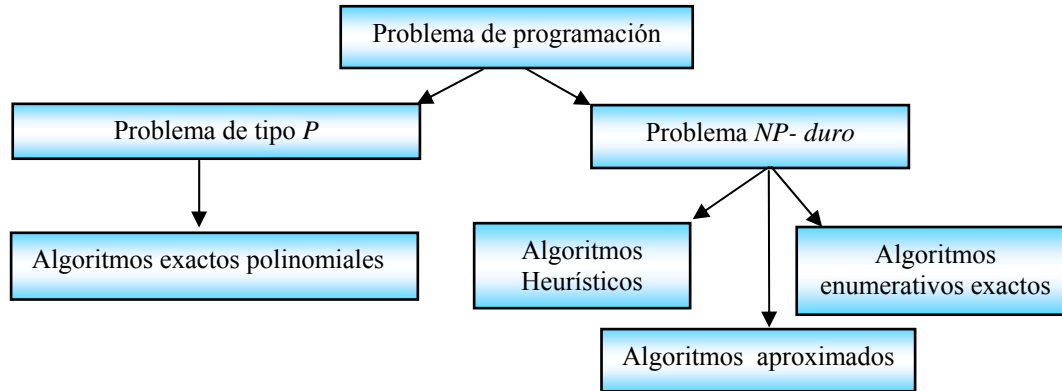 Problema de programación
Problema de tipo P
Problema NP- duro
Algoritmos exactos polinomiales
Algoritmos
Heurísticos
Algoritmos
enumerativos exactos
Algoritmos aproximados